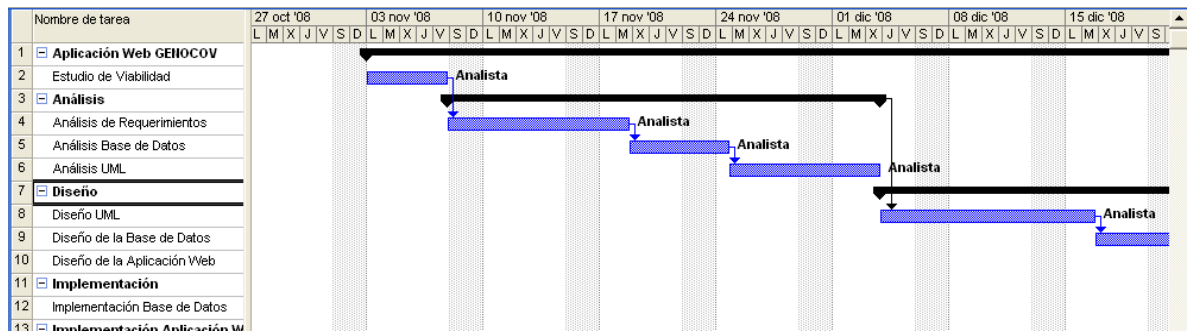 Nombre de tarea
27 oct '08 03 nov '08 10 nov '08 17 nov '08 24 nov '08 01 dic '08 08 dic '08 15 dic '08
L M X J V S D L M X J V S D L M X J V S D L M X J V S D L M X J V S D L M X J V S D L M X J V S D L M X J V S
1 Aplicación Web GENOCOV
2 Estudio de Viabilidad Analista
3 Análisis
4 Análisis de Requerimientos Analista
5 Análisis Base de Datos Analista
6 Análisis UML Analista
7 Diseño
8 Diseño UML Analista
9 Diseño de la Base de Datos
10 Diseño de la Aplicación Web
11 Implementación
12 Implementación Base de Datos
13 Implementación Aplicación W